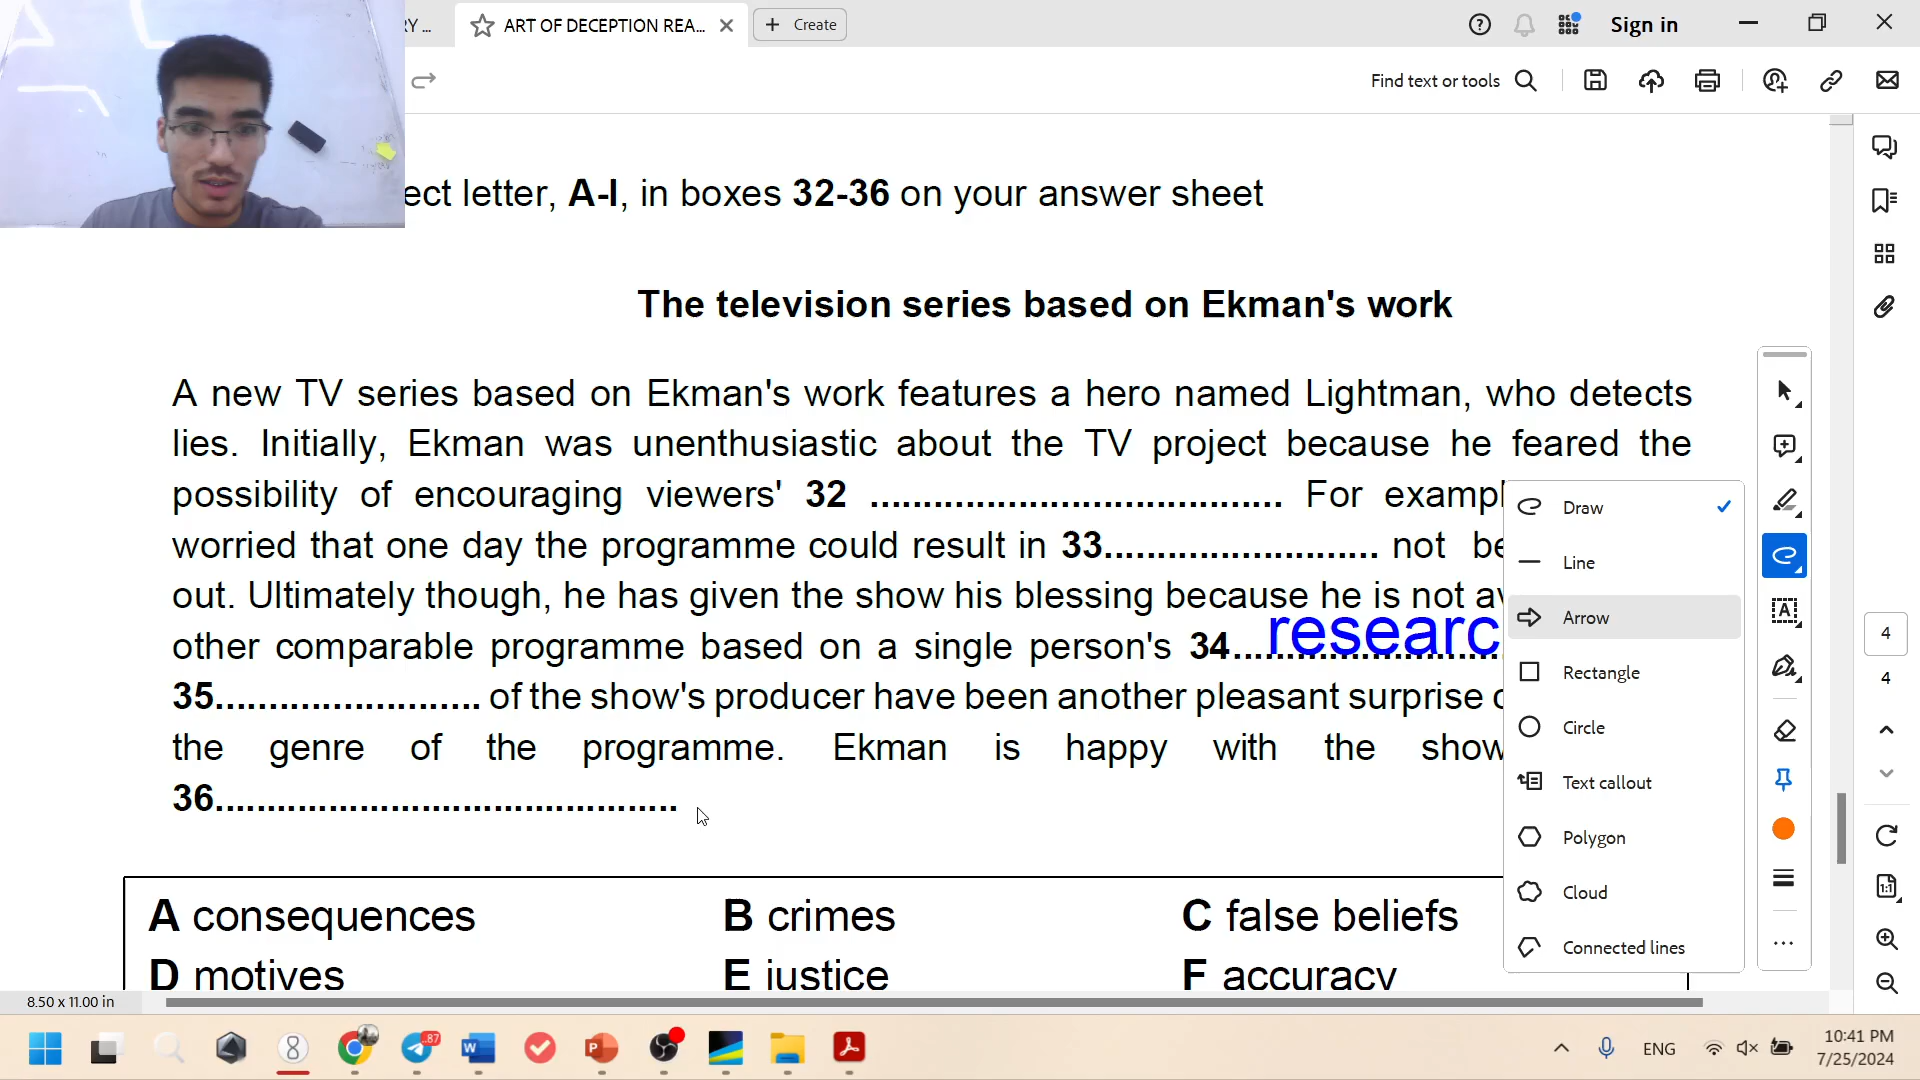 RY ...
ART OF DECEPTION REA...
Create
Sign in
Find text or tools
ect letter, A-I, in boxes 32-36 on your answer sheet
The television series based on Ekman's work
A new TV series based on Ekman's work features a hero named Lightman, who detects
lies. Initially, Ekman was unenthusiastic about the TV project because he feared the
possibility of encouraging viewers' 32 ....................................... For exampl
worried that one day the programme could result in 33.......................... not be
out. Ultimately though, he has given the show his blessing because he is not av
other comparable programme based on a single person's 34.......................... researc
35......................... of the show's producer have been another pleasant surprise
the genre of the programme. Ekman is happy with the show
36............................................
A consequences B crimes C false beliefs
D motives E justice F accuracy
Draw
Line
Arrow
Rectangle
Circle
Text callout
Polygon
Cloud
Connected lines
4
4
8.50 x 11.00 in
87
ENG
10:41 PM
7/25/2024